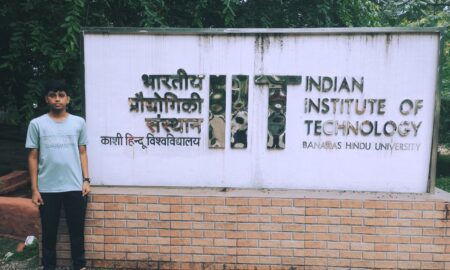 भारतीय
प्रौद्योगिकी
संस्थान
काशी हिन्दू विश्वविद्यालय
IIT
INDIAN
INSTITUTE OF
TECHNOLOGY
BANARAS HINDU UNIVERSITY